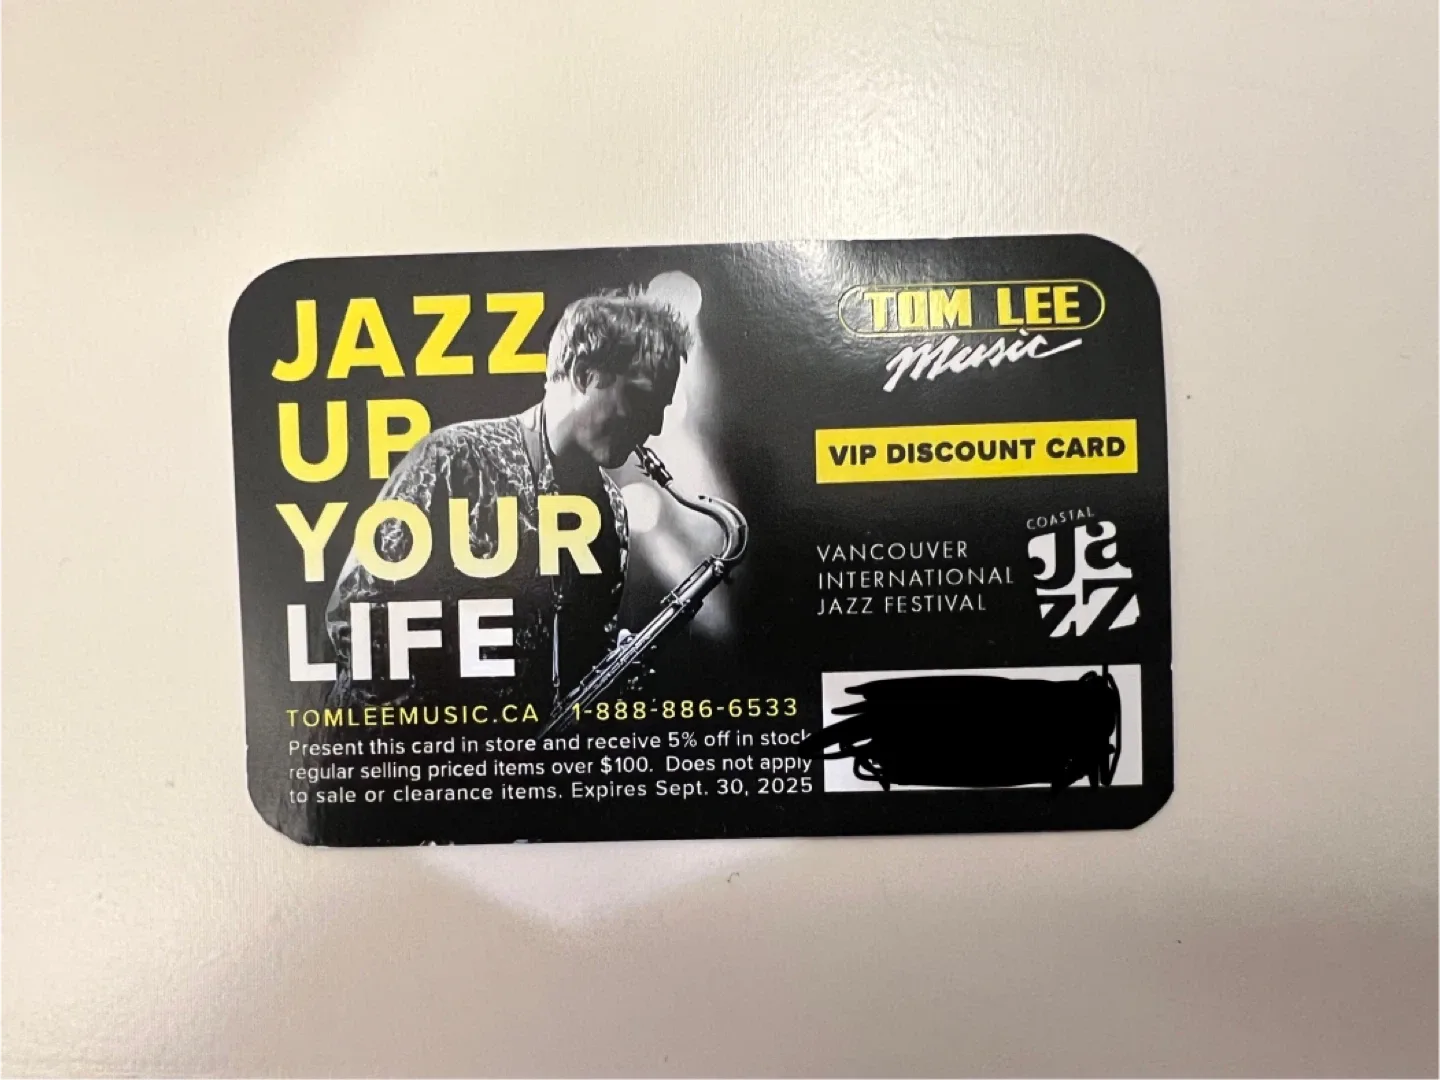 JAZZ
UP
YOUR
LIFE
TOMLEEMUSIC.CA 1-888-886-6533
Present this card in store and receive 5% off in stock
regular selling priced items over $100. Does not apply
to sale or clearance items. Expires Sept. 30, 2025
TOM LEE
Music
VIP DISCOUNT CARD
VANCOUVER
INTERNATIONAL
JAZZ FESTIVAL
COASTAL
Ja
zz